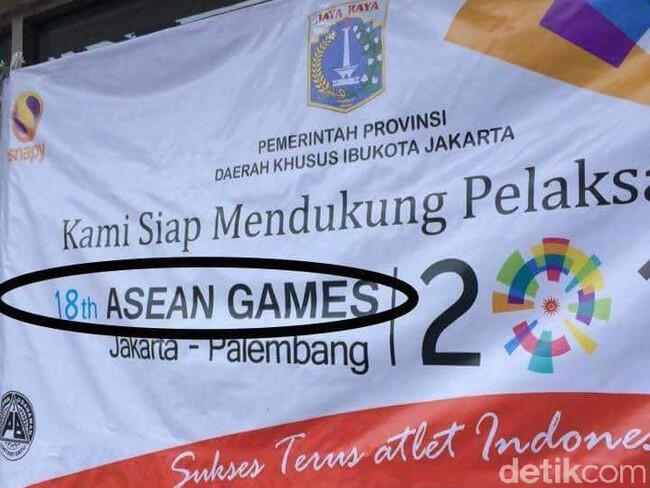 JAYA RAYA
snapy
PEMERINTAH PROVINSI
DAERAH KHUSUS IBUKOTA JAKARTA
Kami Siap Mendukung Pelaksa
18th ASEAN GAMES
Jakarta - Palembang
20
Sukses Terus atlet Indones
detikcom